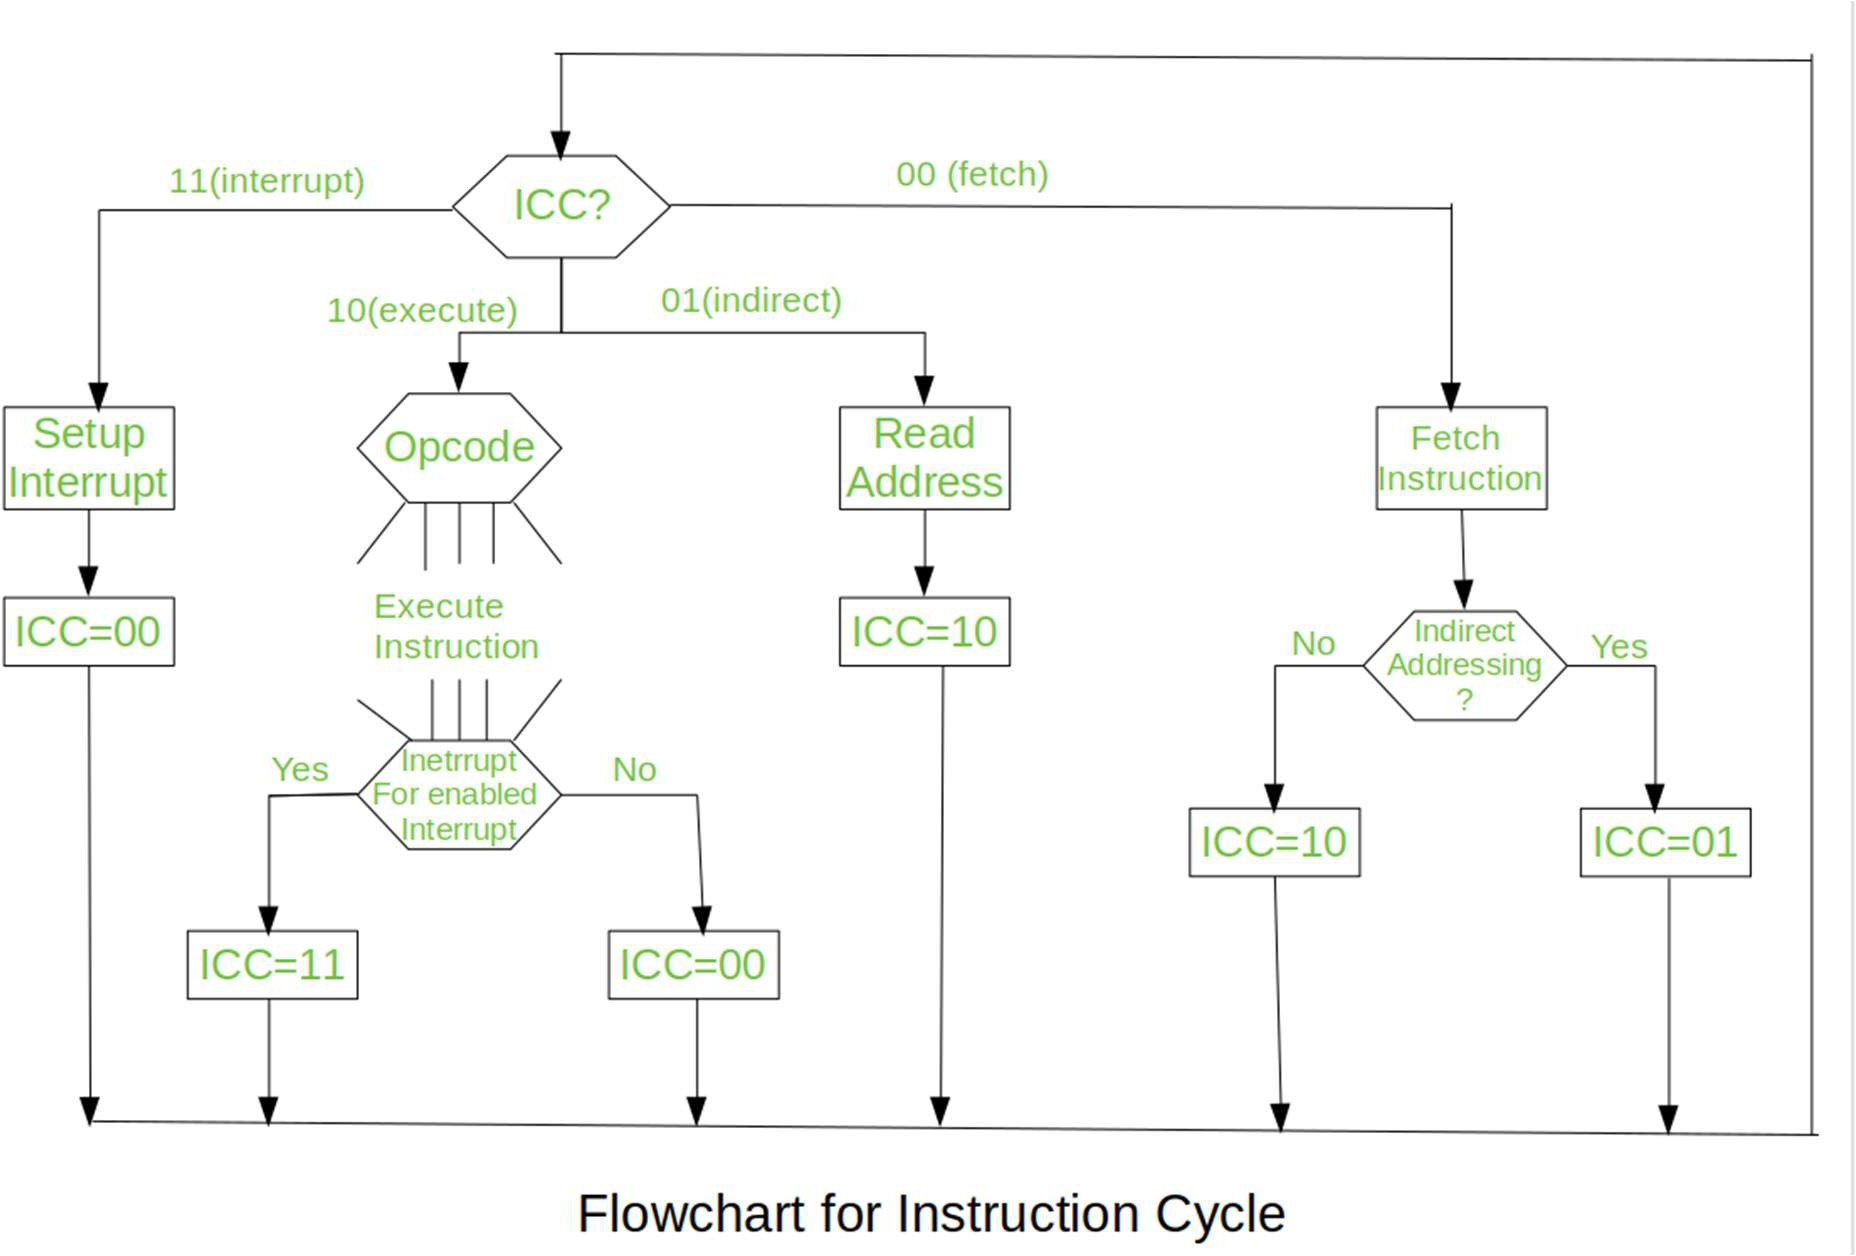 11(interrupt)
ICC?
00 (fetch)
10(execute)
01(indirect)
Setup
Interrupt
Opcode
Read
Address
Fetch
Instruction
ICC=00
Execute
Instruction
ICC=10
No
Indirect
Addressing
?
Yes
Yes
Inetrrupt
For enabled
Interrupt
No
ICC=10
ICC=01
ICC=11
ICC=00
Flowchart for Instruction Cycle